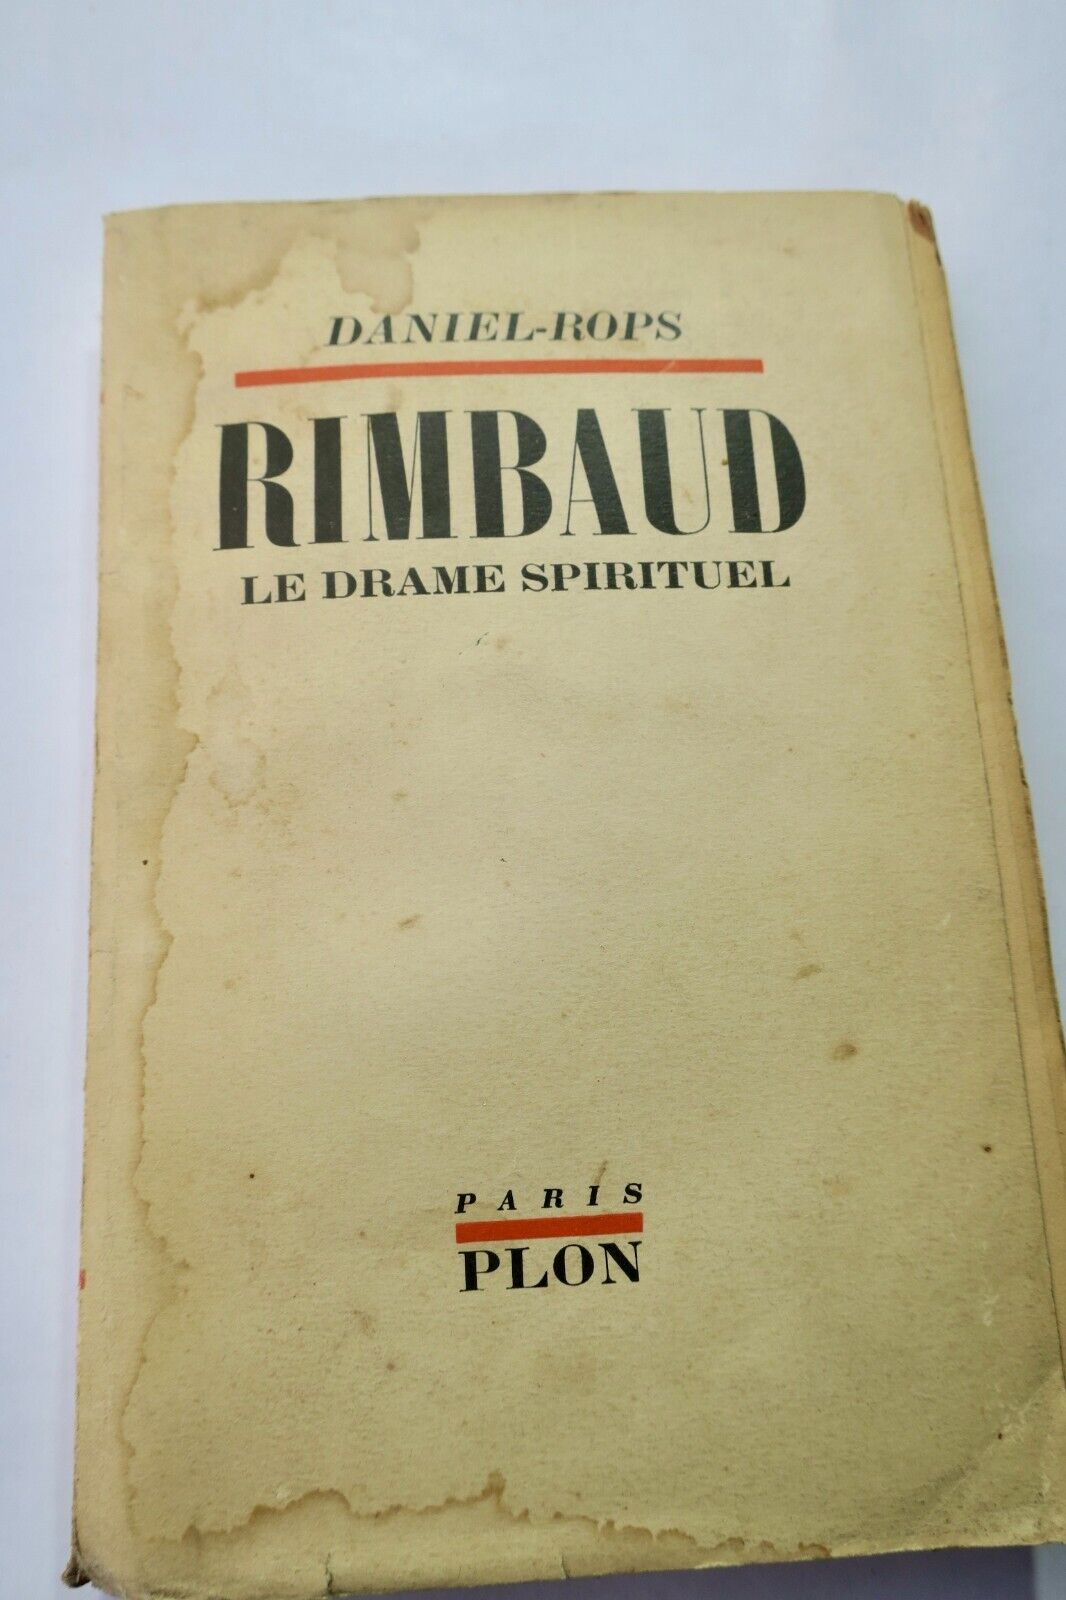 DANIEL-ROPS
RIMBAUD
LE DRAME SPIRITUEL
PARIS
PLON